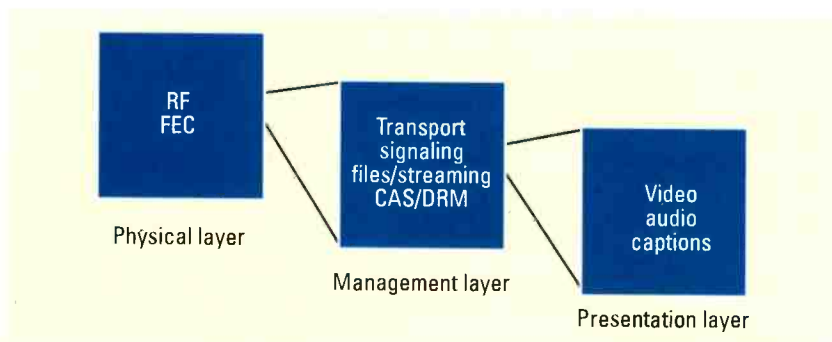 RF
FEC
Physical layer
Transport
signaling
files/streaming
CAS/DRM
Management layer
Video
audio
captions
Presentation layer